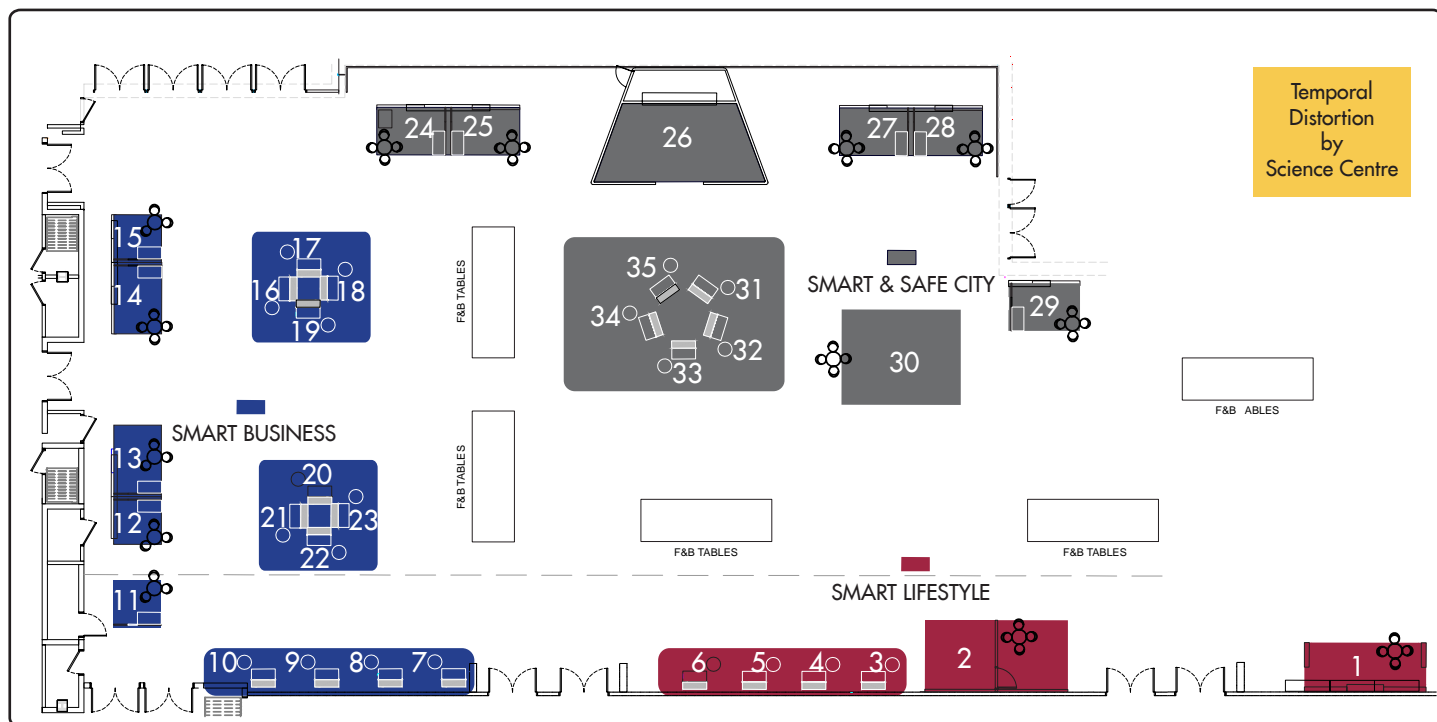 Temporal
Distortion
by
Science Centre
24
25
26
27
28
15
14
17
16
18
19
F&B TABLES
35
31
34
32
33
SMART & SAFE CITY
29
30
F&B  ABLES
SMART BUSINESS
13
12
20
21
23
22
F&B TABLES
F&B TABLES
F&B TABLES
11
SMART LIFESTYLE
10
9
8
7
6
5
4
3
2
1